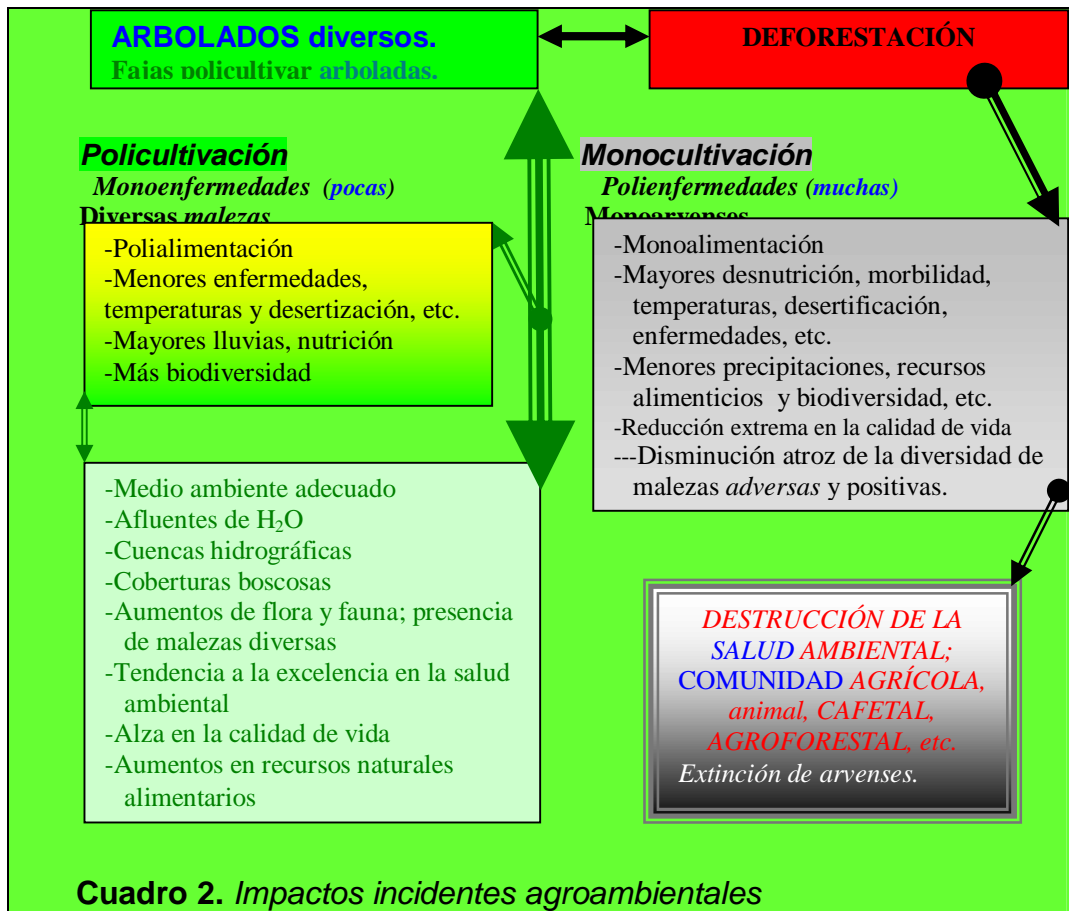 ARBOLADOS diversos.
Fajas policultivar arboladas.
DEFORESTACIÓN
Policultivación
Monoenfermedades (pocas)
Diversas malezas
Monocultivación
Polienfermedades (muchas)
Monoarvenses
-Polialimentación
-Menores enfermedades,
temperaturas y desertización, etc.
-Mayores lluvias, nutrición
-Más biodiversidad
-Monoalimentación
-Mayores desnutrición, morbilidad,
temperaturas, desertificación,
enfermedades, etc.
-Menores precipitaciones, recursos
alimenticios y biodiversidad, etc.
-Reducción extrema en la calidad de vida
---Disminución atroz de la diversidad de
malezas adversas y positivas.
-Medio ambiente adecuado
-Afluentes de H₂O
-Cuencas hidrográficas
-Coberturas boscosas
-Aumentos de flora y fauna; presencia
de malezas diversas
-Tendencia a la excelencia en la salud
ambiental
-Alza en la calidad de vida
-Aumentos en recursos naturales
alimentarios
DESTRUCCIÓN DE LA
SALUD AMBIENTAL;
COMUNIDAD AGRÍCOLA,
animal, CAFETAL,
AGROFORESTAL, etc.
Extinción de arvenses.
Cuadro 2. Impactos incidentes agroambientales